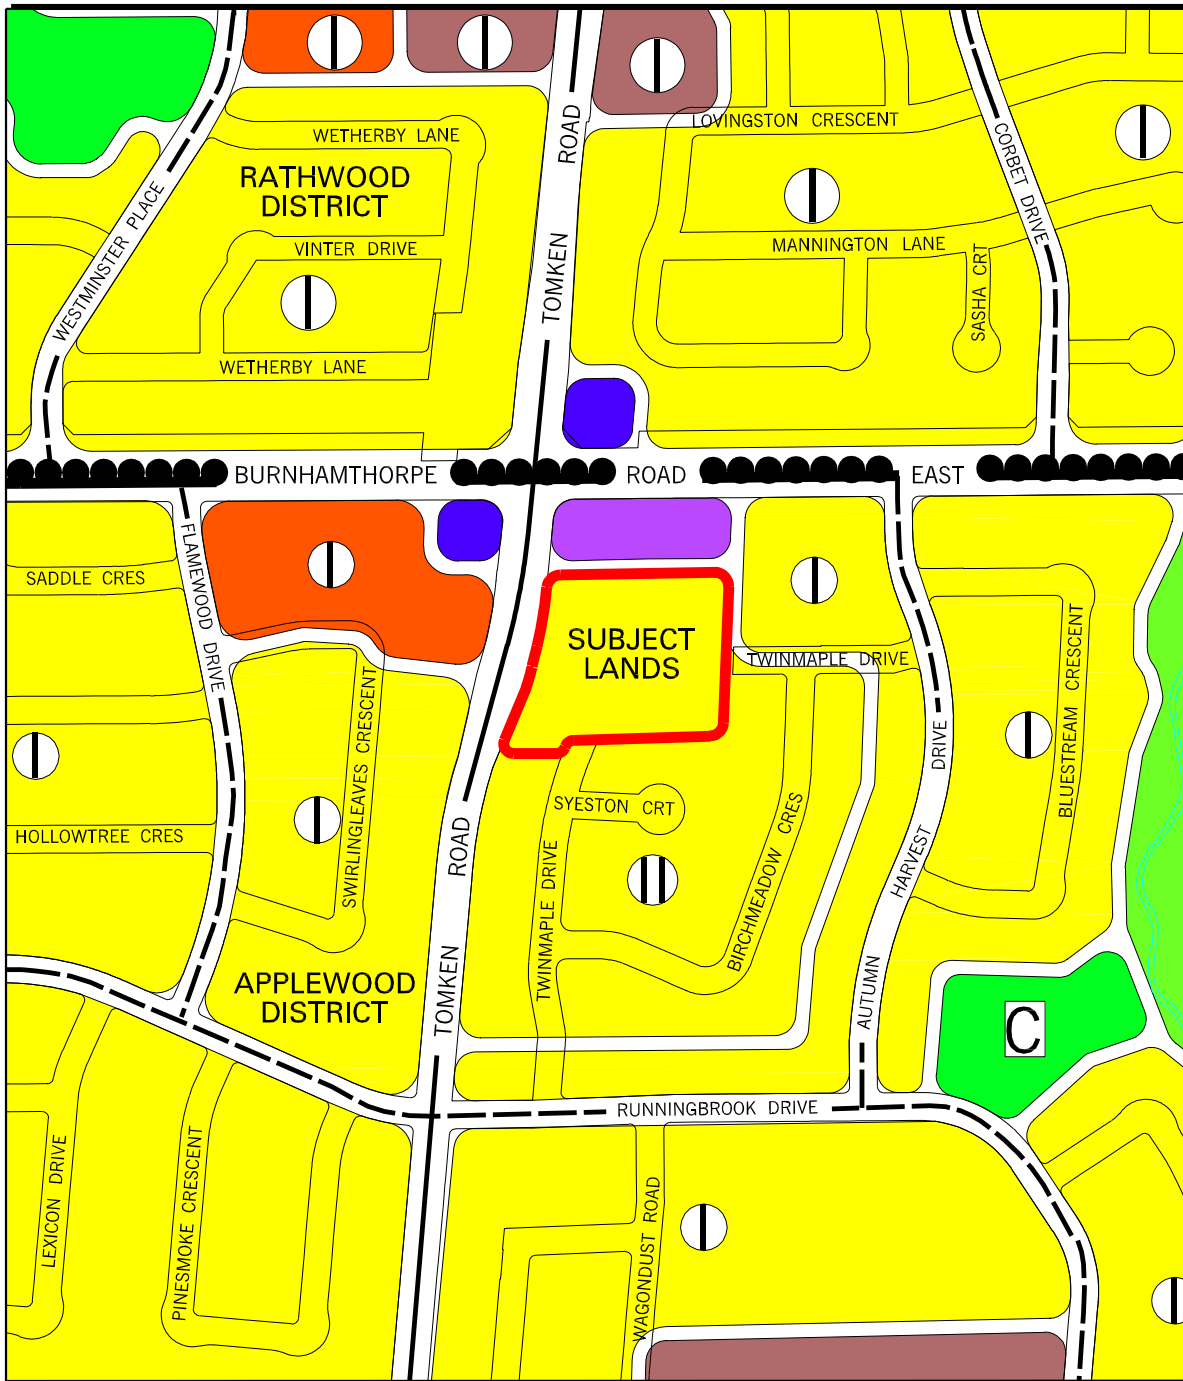 WETHERBY LANE
LOVINGSTON CRESCENT
ROAD
CORBET DRIVE
RATHWOOD
DISTRICT
WESTMINSTER PLACE
VINTER DRIVE
TOMKEN
MANNINGTON LANE
SASHA CRT
WETHERBY LANE
BURNHAMTHORPE ROAD EAST
FLAMEWOOD DRIVE
SADDLE CRES
SUBJECT
LANDS
TWINMAPLE DRIVE
BLUESTREAM CRESCENT
SWIRLINGLEAVES CRESCENT
DRIVE
HARVEST
AUTUMN
SYESTON CRT
HOLLOWTREE CRES
ROAD
TWINMAPLE DRIVE
BIRCHMEADOW CRES
APPLEWOOD
DISTRICT
TOMKEN
C
RUNNINGBROOK DRIVE
LEXICON DRIVE
PINESMOKE CRESCENT
WAGONDUST ROAD